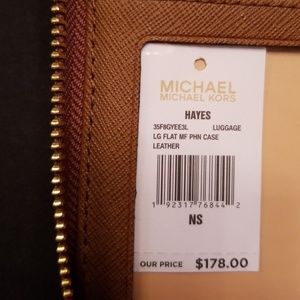 MICHAEL
MICHAEL KORS
HAYES
35F8GYEE3L LUGGAGE
LG FLAT MF PHN CASE
LEATHER
1 92317 76844 2
NS
OUR PRICE $178.00